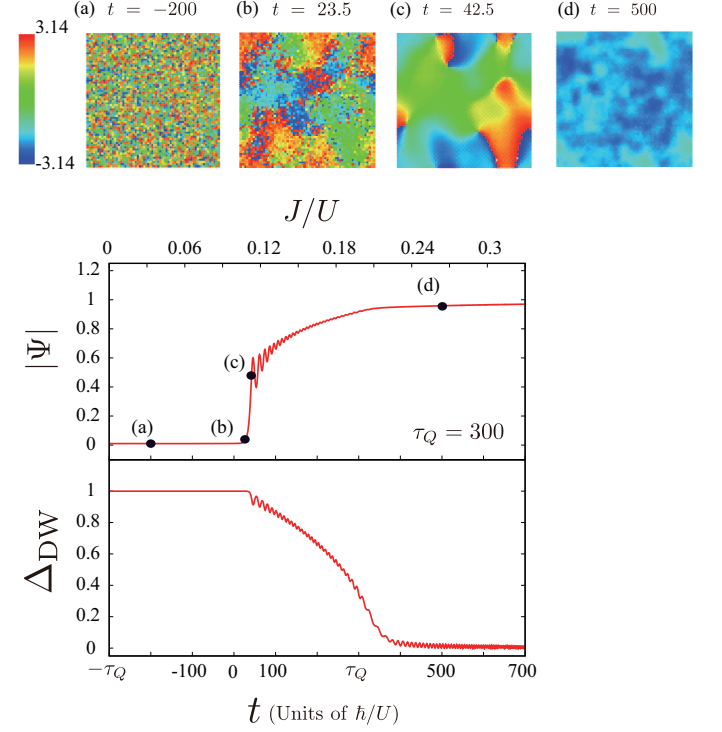 (a) t = −200 (b) t = 23.5 (c) t = 42.5 (d) t = 500
3.14
-3.14
J/U
0 0.06 0.12 0.18 0.24 0.3
1.2
1
0.8
0.6
0.4
0.2
0
|Ψ|
(a)
(b)
(c)
(d)
τQ = 300
1
0.8
0.6
0.4
0.2
0
ΔDW
−τQ -100 0 100 τQ 500 700
t (Units of ħ/U)